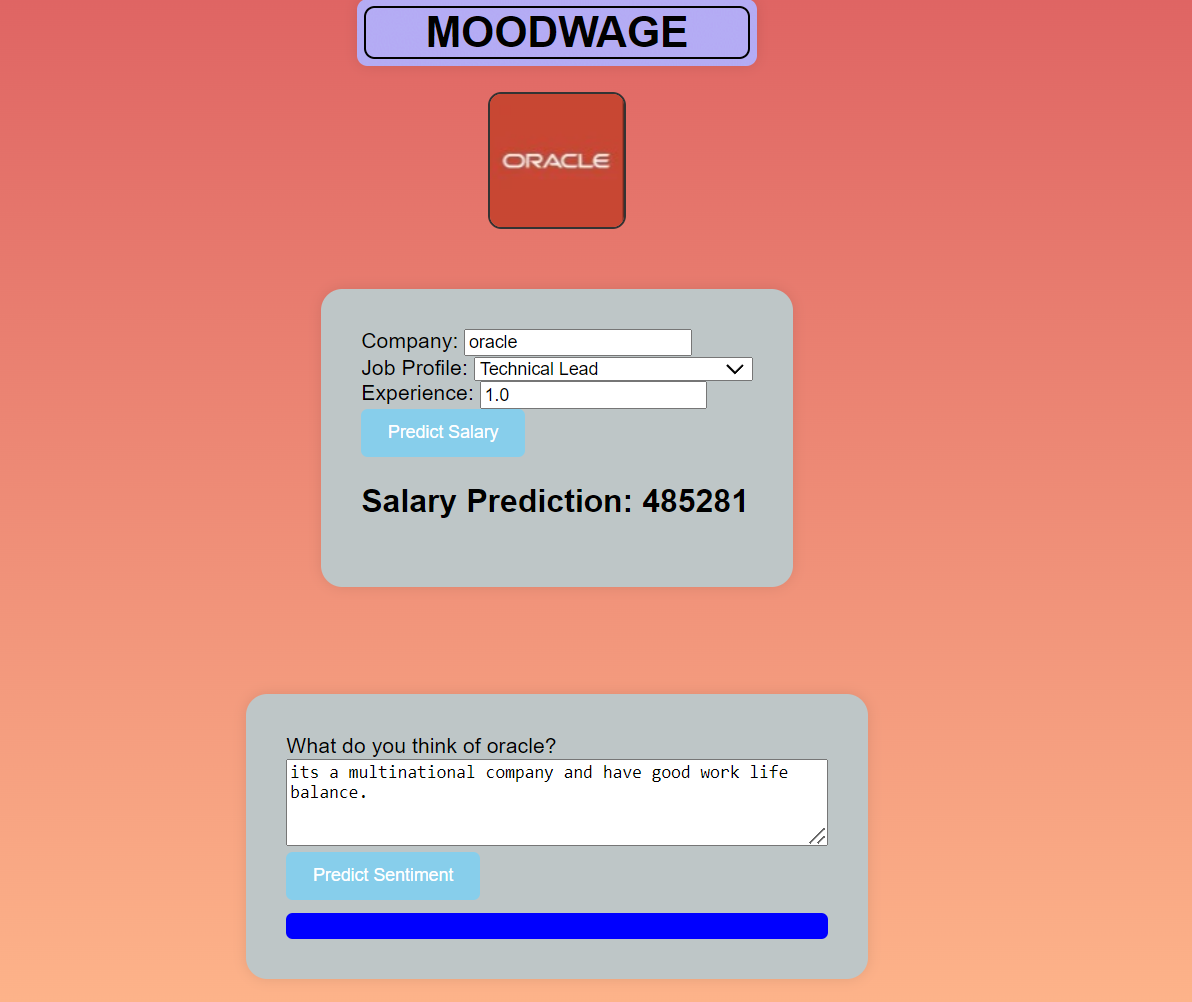 MOODWAGE
ORACLE
Company: oracle
Job Profile: Technical Lead
Experience: 1.0
Predict Salary
Salary Prediction: 485281
What do you think of oracle?
its a multinational company and have good work life
balance.
Predict Sentiment